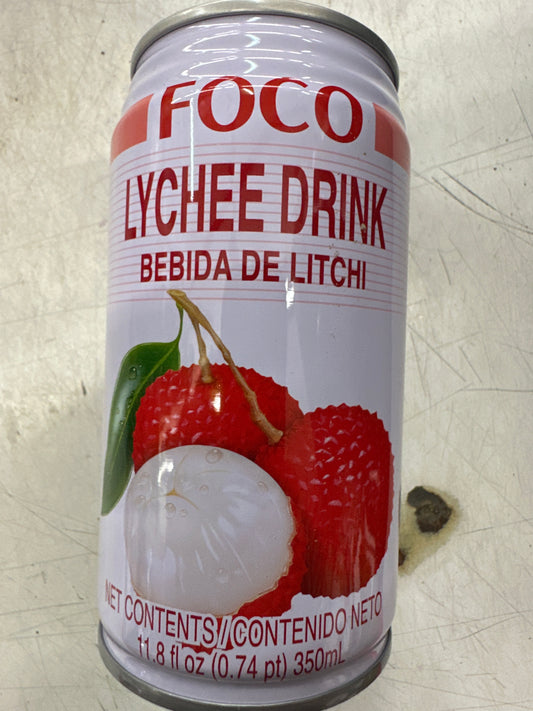 FOCO
LYCHEE DRINK
BEBIDA DE LITCHI
NET CONTENTS / CONTENIDO NETO
11.8 fl oz (0.74 pt) 350mL